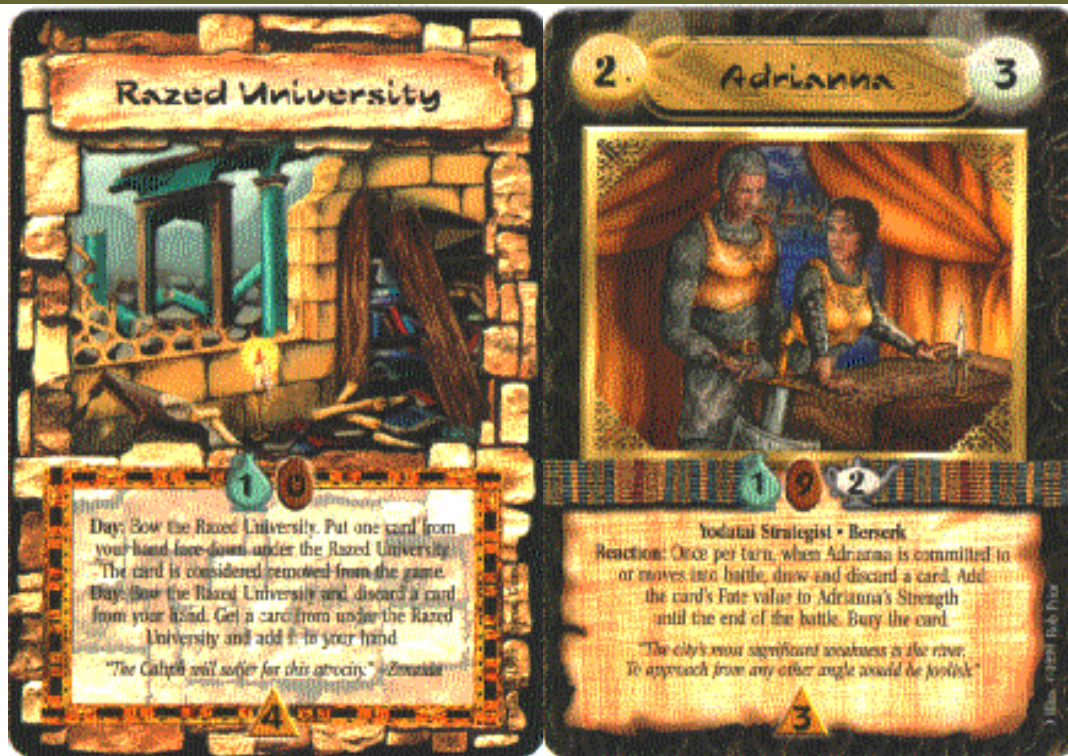 Razed University
1 0
Day: Bow the Razed University. Put one card from
your hand face-down under the Razed University.
The card is considered removed from the game.
Day: Bow the Razed University and discard a card
from your hand. Get a card from under the Razed
University and add it to your hand
"The Caliph will suffer for this atrocity."
4
2 Adrianna 3
1 9 2
Yodatai Strategist • Berserk
Reaction: Once per turn, when Adrianna is committed to
or moves into battle, draw and discard a card. Add
the card's Fate value to Adrianna's Strength
until the end of the battle. Bury the card
"The city's most significant weakness is the river.
To approach from any other angle would be foolish."
3